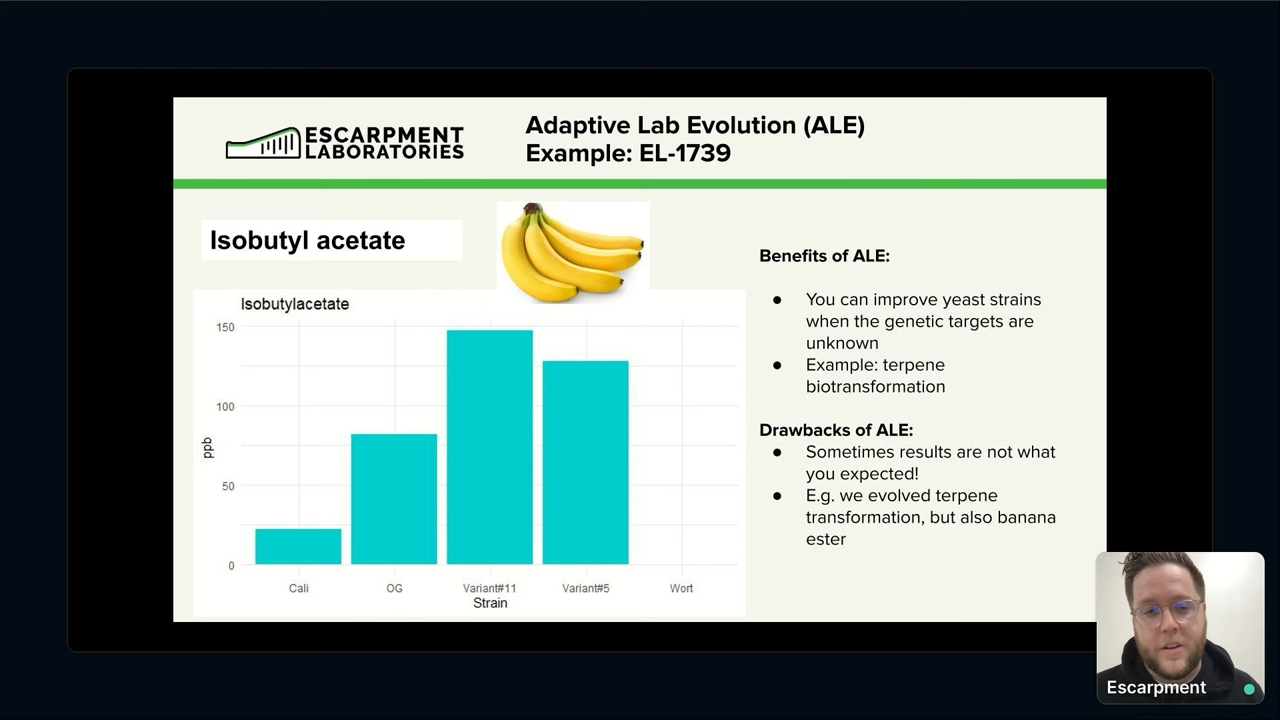 ESCARPMENT
LABORATORIES
Adaptive Lab Evolution (ALE)
Example: EL-1739
Isobutyl acetate
Isobutylacetate
150
100
50
0
ppb
Cali
OG
Variant#11
Variant#5
Wort
Strain
Benefits of ALE:
● You can improve yeast strains
when the genetic targets are
unknown
● Example: terpene
biotransformation
Drawbacks of ALE:
● Sometimes results are not what
you expected!
● E.g. we evolved terpene
transformation, but also banana
ester
Escarpment